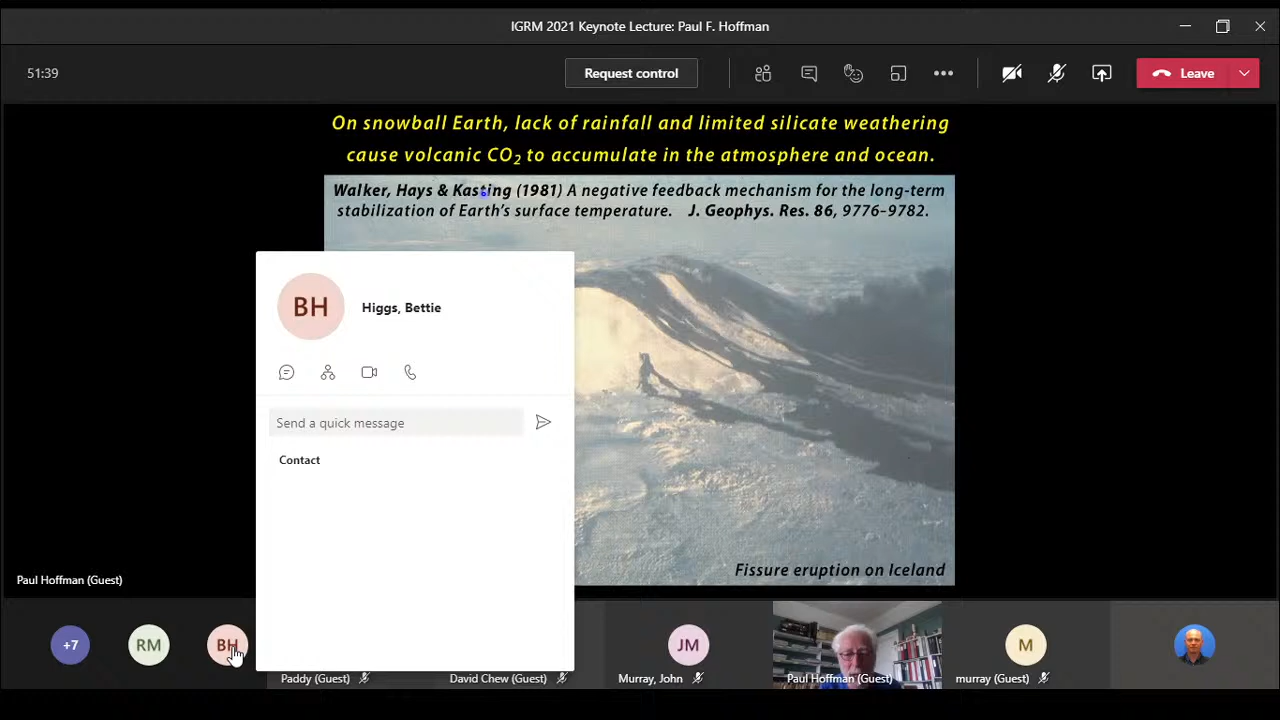 IGRM 2021 Keynote Lecture: Paul F. Hoffman
51:39
Request control
Leave
On snowball Earth, lack of rainfall and limited silicate weathering
cause volcanic CO₂ to accumulate in the atmosphere and ocean.
Walker, Hays & Kasting (1981) A negative feedback mechanism for the long-term
stabilization of Earth's surface temperature. J. Geophys. Res. 86, 9776–9782.
BH
Higgs, Bettie
Send a quick message
Contact
Fissure eruption on Iceland
Paul Hoffman (Guest)
+7
RM
BH
JM
M
Paddy (Guest)
David Chew (Guest)
Murray, John
Paul Hoffman (Guest)
murray (Guest)